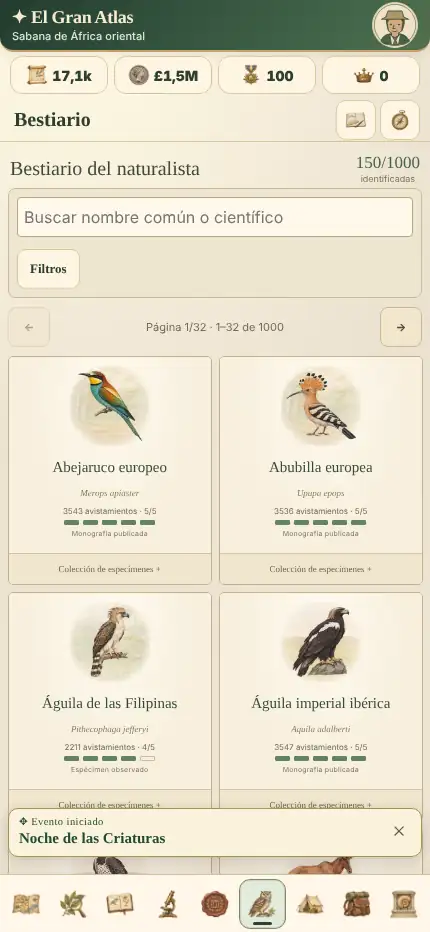 ✦ El Gran Atlas
Sabana de África oriental
17,1k
£1,5M
100
0
Bestiario
Bestiario del naturalista
150/1000
identificadas
Buscar nombre común o científico
Filtros
←
Página 1/32 · 1–32 de 1000
→
Abejaruco europeo
Merops apiaster
3543 avistamientos · 5/5
Monografía publicada
Colección de especímenes +
Abubilla europea
Upupa epops
3536 avistamientos · 5/5
Monografía publicada
Colección de especímenes +
Águila de las Filipinas
Pithecophaga jefferyi
2211 avistamientos · 4/5
Espécimen observado
Colección de especímenes +
Águila imperial ibérica
Aquila adalberti
3547 avistamientos · 5/5
Monografía publicada
Colección de especímenes +
✥ Evento iniciado
Noche de las Criaturas